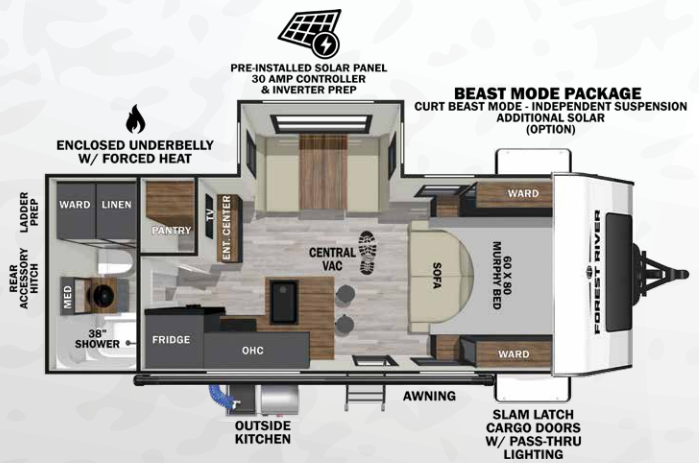 PRE-INSTALLED SOLAR PANEL
30 AMP CONTROLLER
& INVERTER PREP
BEAST MODE PACKAGE
CURT BEAST MODE - INDEPENDENT SUSPENSION
ADDITIONAL SOLAR
(OPTION)
ENCLOSED UNDERBELLY
W/ FORCED HEAT
LADDER
PREP
REAR
ACCESSORY
HITCH
WARD
LINEN
PANTRY
TV
ENT. CENTER
MED
38"
SHOWER
FRIDGE
OHC
CENTRAL
VAC
SOFA
60 X 80
MURPHY BED
WARD
WARD
FOREST RIVER
OUTSIDE
KITCHEN
AWNING
SLAM LATCH
CARGO DOORS
W/ PASS-THRU
LIGHTING